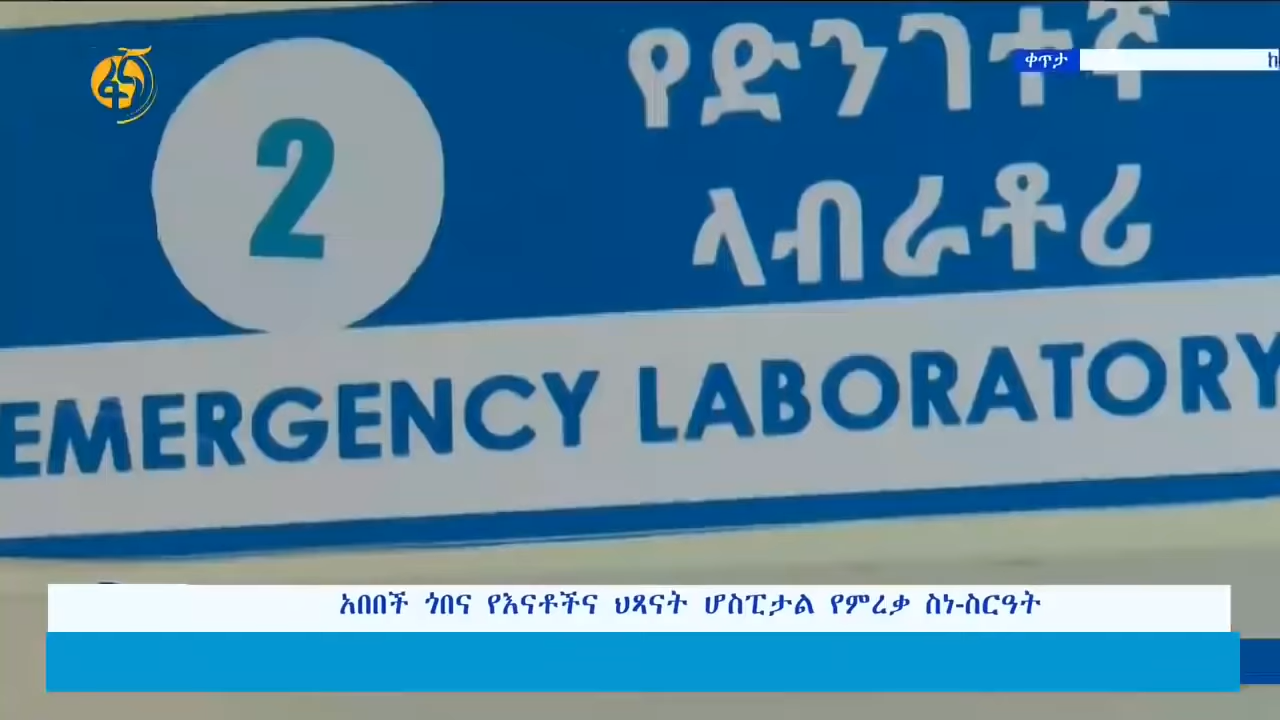 ቀጥታ
2
የድንገተኛ
ላብራቶሪ
EMERGENCY LABORATORY
አበበች ጎበና የእናቶችና ህጻናት ሆስፒታል የምረቃ ስነ-ስርዓት